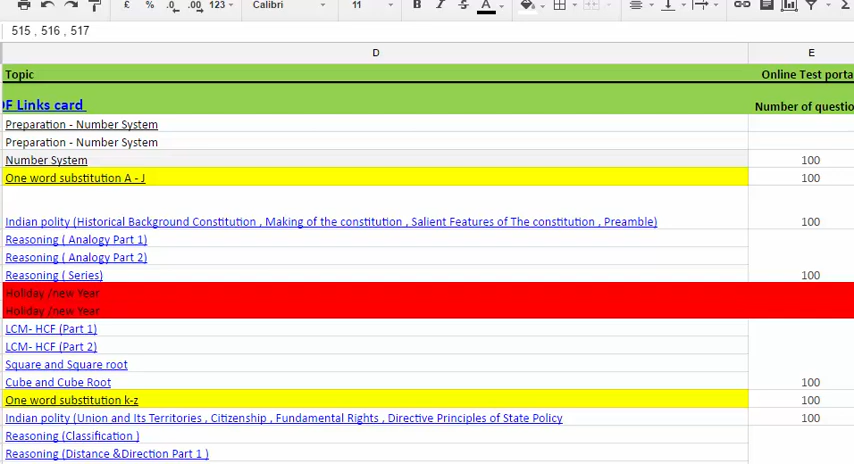 £ % .0 .00 123 Calibri 11 B I S A Σ
515 , 516 , 517
D E
Topic Online Test porta
F Links card Number of questio
Preparation - Number System
Preparation - Number System
Number System 100
One word substitution A - J 100
Indian polity (Historical Background Constitution , Making of the constitution , Salient Features of The constitution , Preamble) 100
Reasoning ( Analogy Part 1)
Reasoning ( Analogy Part 2)
Reasoning ( Series) 100
Holiday /new Year
Holiday /new Year
LCM- HCF (Part 1)
LCM- HCF (Part 2)
Square and Square root
Cube and Cube Root 100
One word substitution k-z 100
Indian polity (Union and Its Territories , Citizenship , Fundamental Rights , Directive Principles of State Policy 100
Reasoning (Classification )
Reasoning (Distance &Direction Part 1 )